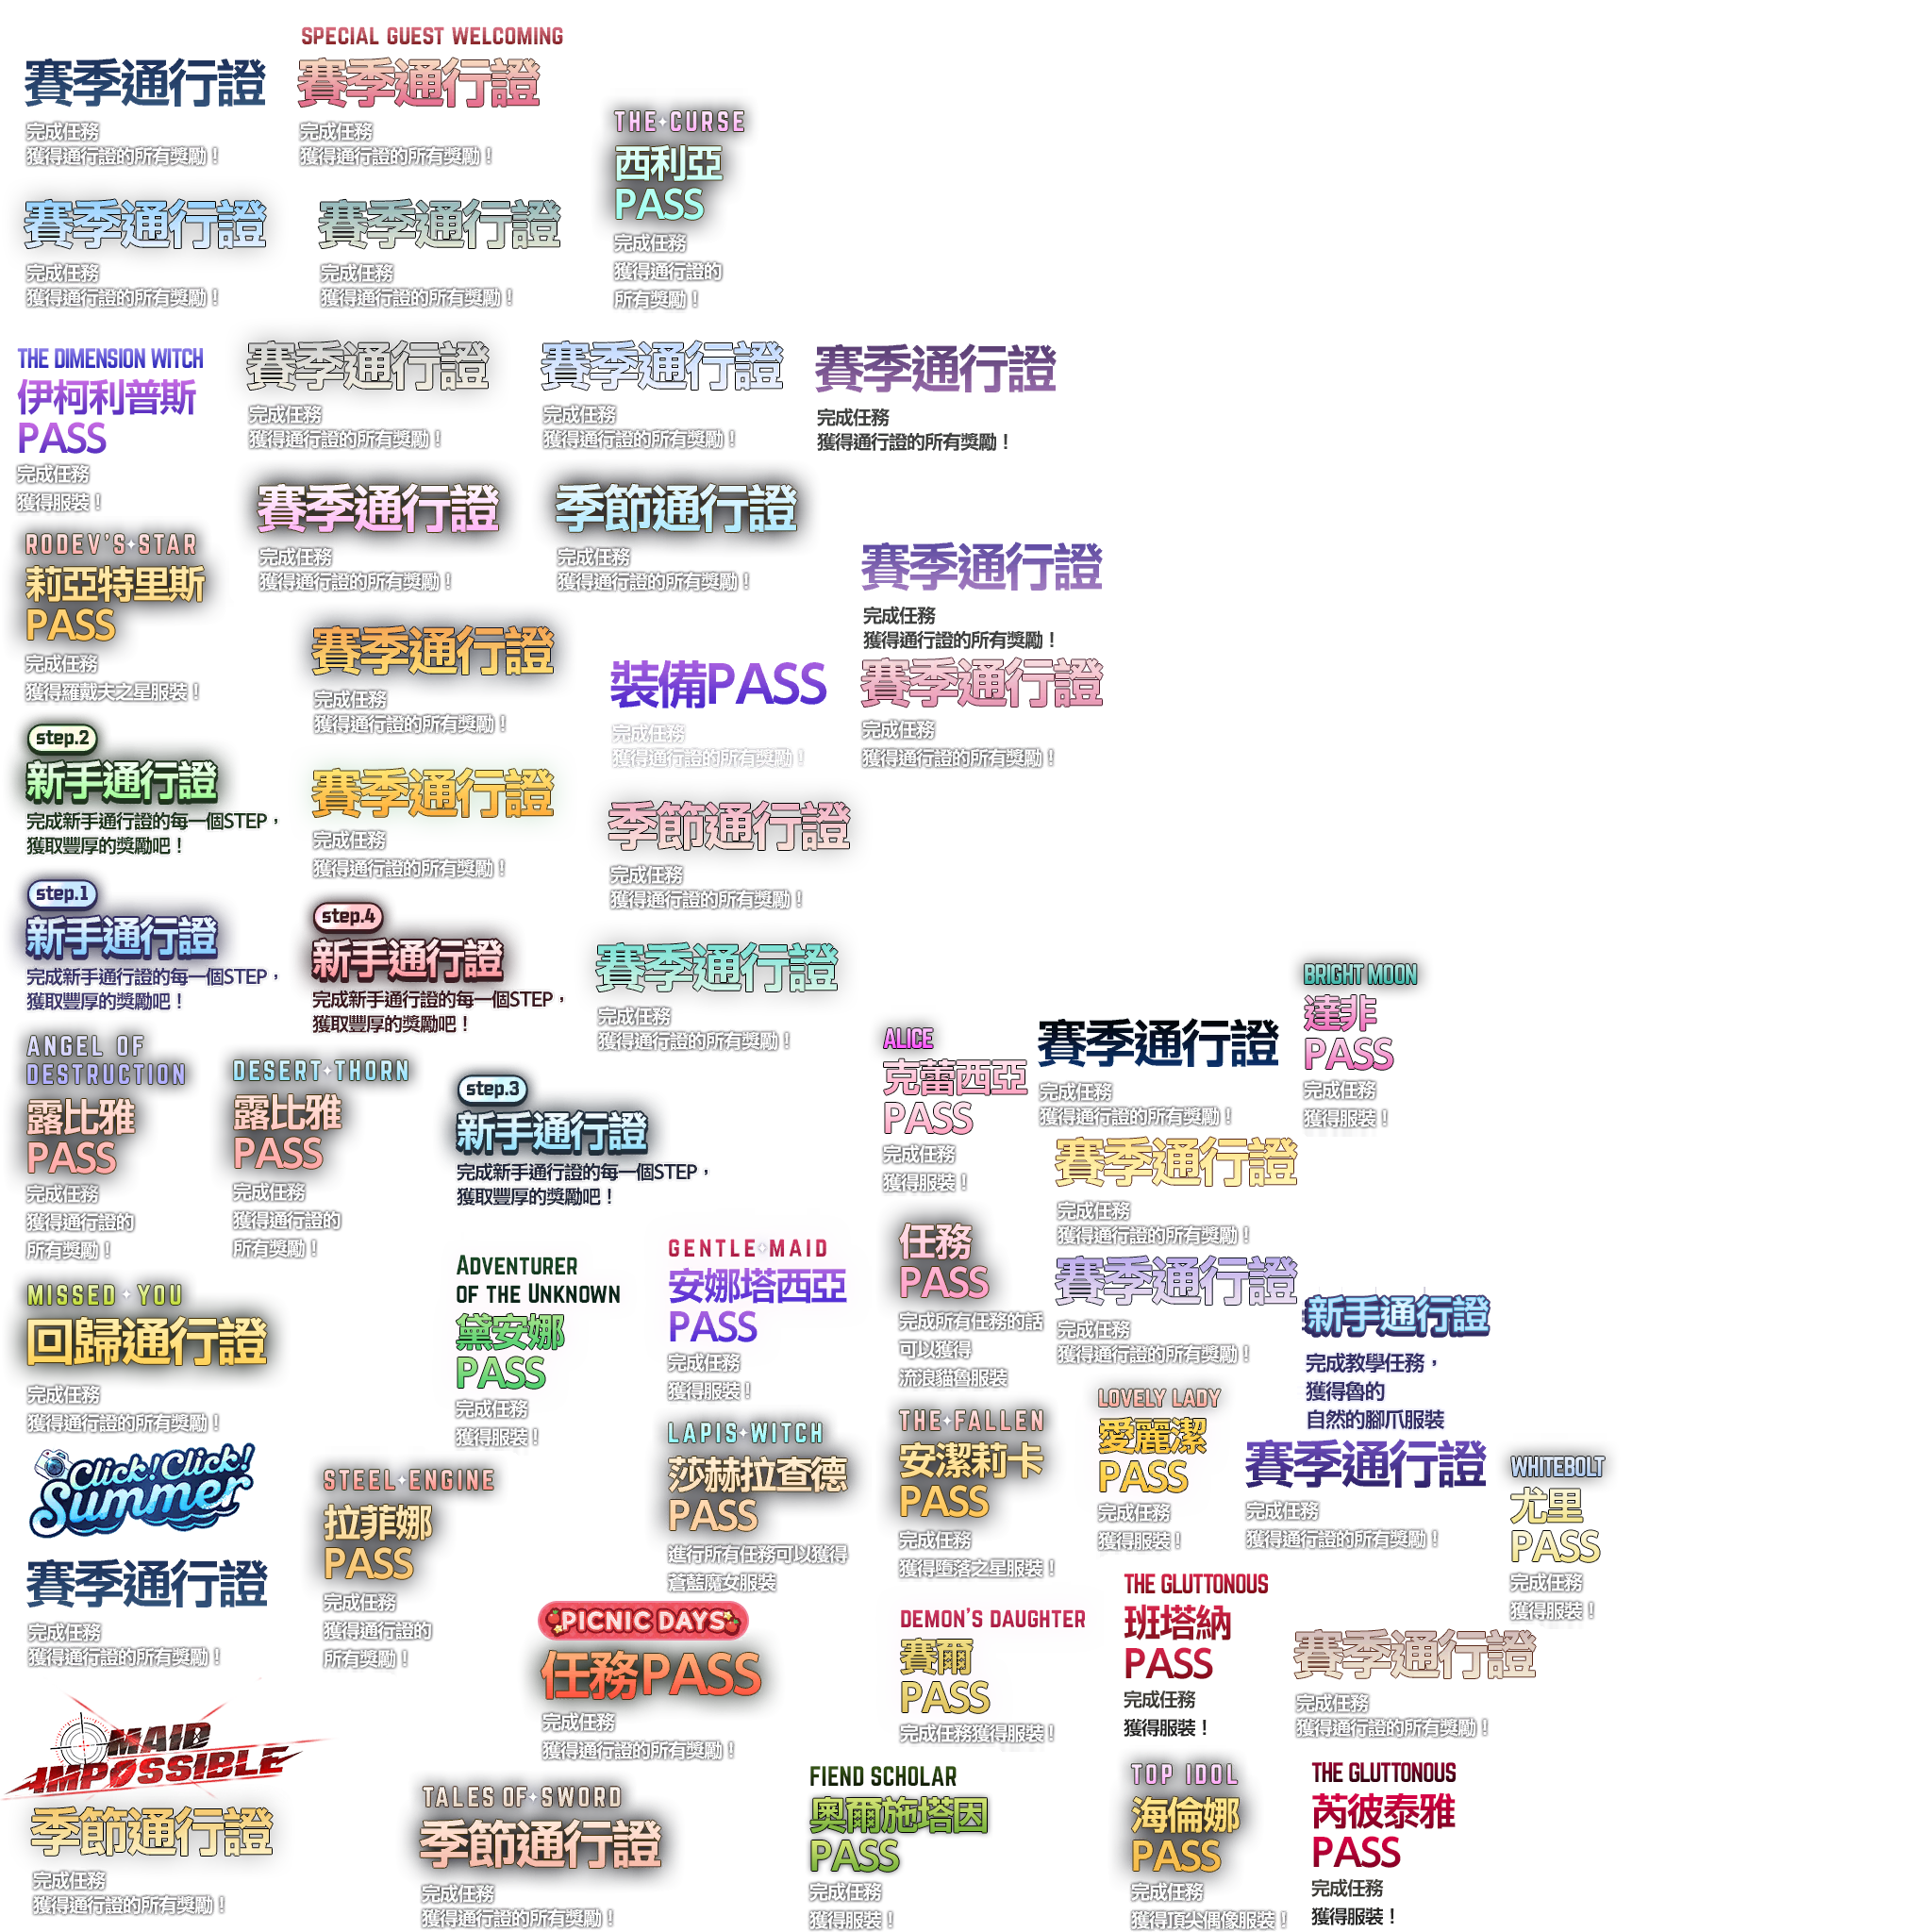 賽季通行證
完成任務
獲得通行證的所有獎勵！
SPECIAL GUEST WELCOMING
賽季通行證
完成任務
獲得通行證的所有獎勵！
THE CURSE
西利亞
PASS
完成任務
獲得通行證的
所有獎勵！
賽季通行證
完成任務
獲得通行證的所有獎勵！
賽季通行證
完成任務
獲得通行證的所有獎勵！
THE DIMENSION WITCH
伊柯利普斯
PASS
完成任務
獲得服裝！
賽季通行證
完成任務
獲得通行證的所有獎勵！
賽季通行證
完成任務
獲得通行證的所有獎勵！
賽季通行證
完成任務
獲得通行證的所有獎勵！
賽季通行證
完成任務
獲得通行證的所有獎勵！
季節通行證
完成任務
獲得通行證的所有獎勵！
RODEV'S STAR
莉亞特里斯
PASS
完成任務
獲得羅戴夫之星服裝！
賽季通行證
完成任務
獲得通行證的所有獎勵！
賽季通行證
完成任務
獲得通行證的所有獎勵！
裝備PASS
完成任務
獲得通行證的所有獎勵！
賽季通行證
完成任務
獲得通行證的所有獎勵！
step.2
新手通行證
完成新手通行證的每一個STEP，
獲取豐厚的獎勵吧！
賽季通行證
完成任務
獲得通行證的所有獎勵！
季節通行證
完成任務
獲得通行證的所有獎勵！
step.1
新手通行證
完成新手通行證的每一個STEP，
獲取豐厚的獎勵吧！
step.4
新手通行證
完成新手通行證的每一個STEP，
獲取豐厚的獎勵吧！
賽季通行證
完成任務
獲得通行證的所有獎勵！
BRIGHT MOON
達非
PASS
完成任務
獲得服裝！
ALICE
克蕾西亞
PASS
完成任務
獲得服裝！
賽季通行證
完成任務
獲得通行證的所有獎勵！
ANGEL OF
DESTRUCTION
露比雅
PASS
完成任務
獲得通行證的
所有獎勵！
DESERT THORN
露比雅
PASS
完成任務
獲得通行證的
所有獎勵！
step.3
新手通行證
完成新手通行證的每一個STEP，
獲取豐厚的獎勵吧！
賽季通行證
完成任務
獲得通行證的所有獎勵！
任務
PASS
完成所有任務的話
可以獲得
流浪貓魯服裝
賽季通行證
完成任務
獲得通行證的所有獎勵！
新手通行證
完成教學任務，
獲得魯的
自然的腳爪服裝
MISSED YOU
回歸通行證
完成任務
獲得通行證的所有獎勵！
ADVENTURER
OF THE UNKNOWN
黛安娜
PASS
完成任務
獲得服裝！
GENTLE MAID
安娜塔西亞
PASS
完成任務
獲得服裝！
LAPIS WITCH
莎赫拉查德
PASS
進行所有任務可以獲得
蒼藍魔女服裝
THE FALLEN
安潔莉卡
PASS
完成任務
獲得墮落之星服裝！
LOVELY LADY
愛麗潔
PASS
完成任務
獲得服裝！
賽季通行證
完成任務
獲得通行證的所有獎勵！
WHITEBOLT
尤里
PASS
完成任務
獲得服裝！
Click! Click!
Summer
賽季通行證
完成任務
獲得通行證的所有獎勵！
STEEL ENGINE
拉菲娜
PASS
完成任務
獲得通行證的
所有獎勵！
PICNIC DAYS
任務PASS
完成任務
獲得通行證的所有獎勵！
DEMON'S DAUGHTER
賽爾
PASS
完成任務獲得服裝！
THE GLUTTONOUS
班塔納
PASS
完成任務
獲得服裝！
賽季通行證
完成任務
獲得通行證的所有獎勵！
MAID
IMPOSSIBLE
季節通行證
完成任務
獲得通行證的所有獎勵！
TALES OF SWORD
季節通行證
完成任務
獲得通行證的所有獎勵！
FIEND SCHOLAR
奧爾施塔因
PASS
完成任務
獲得服裝！
TOP IDOL
海倫娜
PASS
完成任務
獲得頂尖偶像服裝！
THE GLUTTONOUS
芮彼泰雅
PASS
完成任務
獲得服裝！